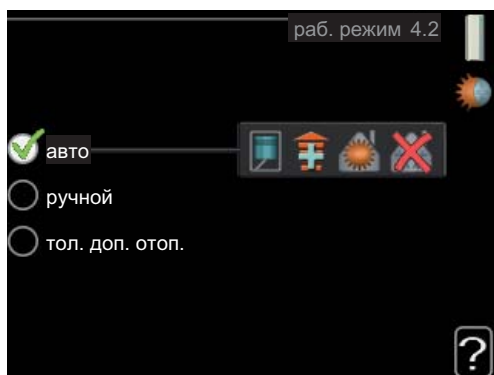 раб. режим 4.2
авто
ручной
тол. доп. отоп.
?